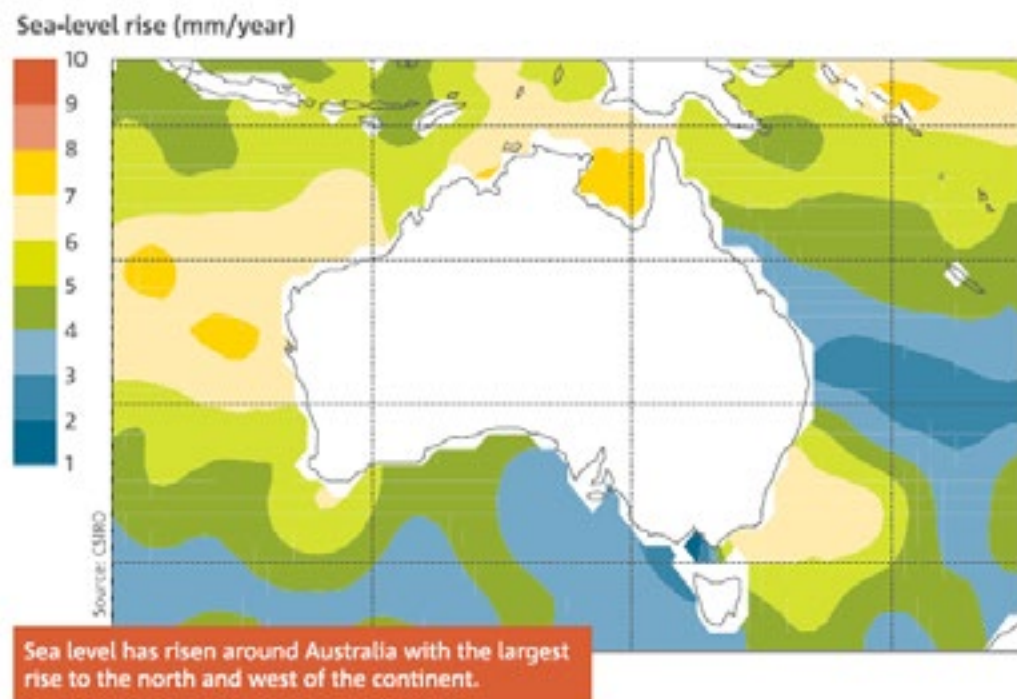 Sea-level rise (mm/year)
10
9
8
7
6
5
4
3
2
1
Source: CSIRO
Sea level has risen around Australia with the largest
rise to the north and west of the continent.